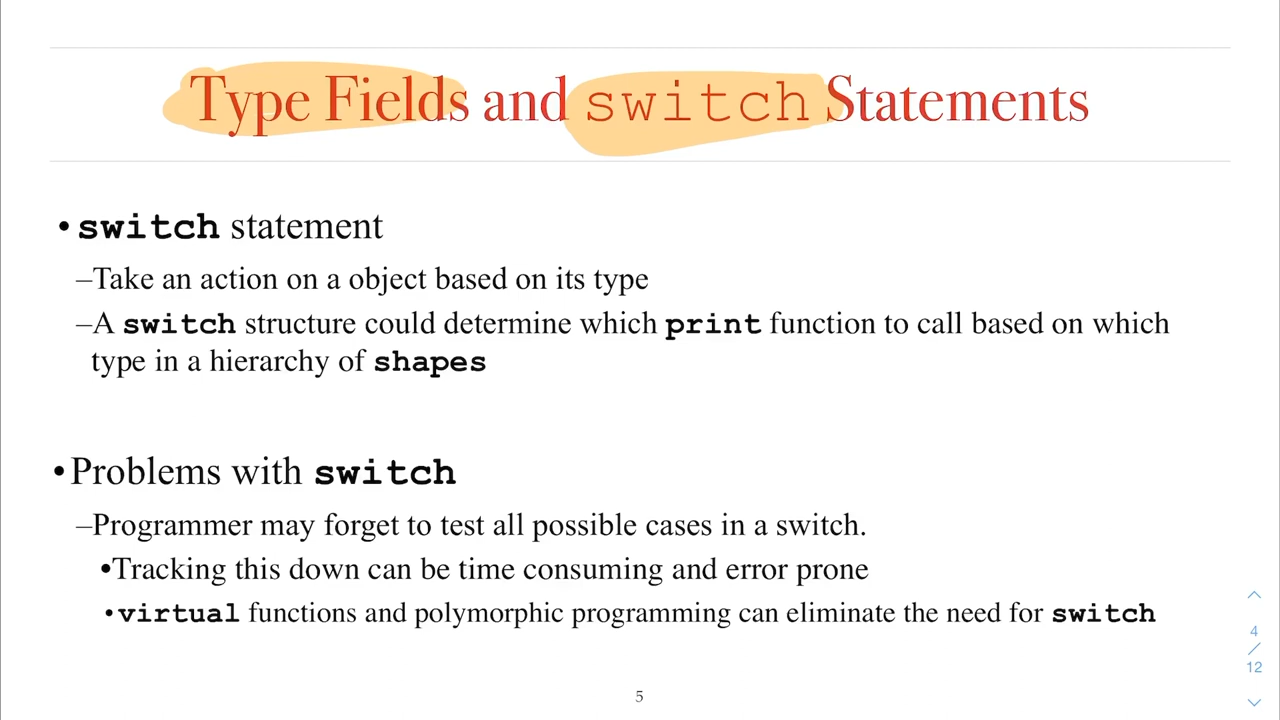 Type Fields and switch Statements
•switch statement
–Take an action on a object based on its type
–A switch structure could determine which print function to call based on which
type in a hierarchy of shapes
•Problems with switch
–Programmer may forget to test all possible cases in a switch.
•Tracking this down can be time consuming and error prone
•virtual functions and polymorphic programming can eliminate the need for switch
4
/
12
5